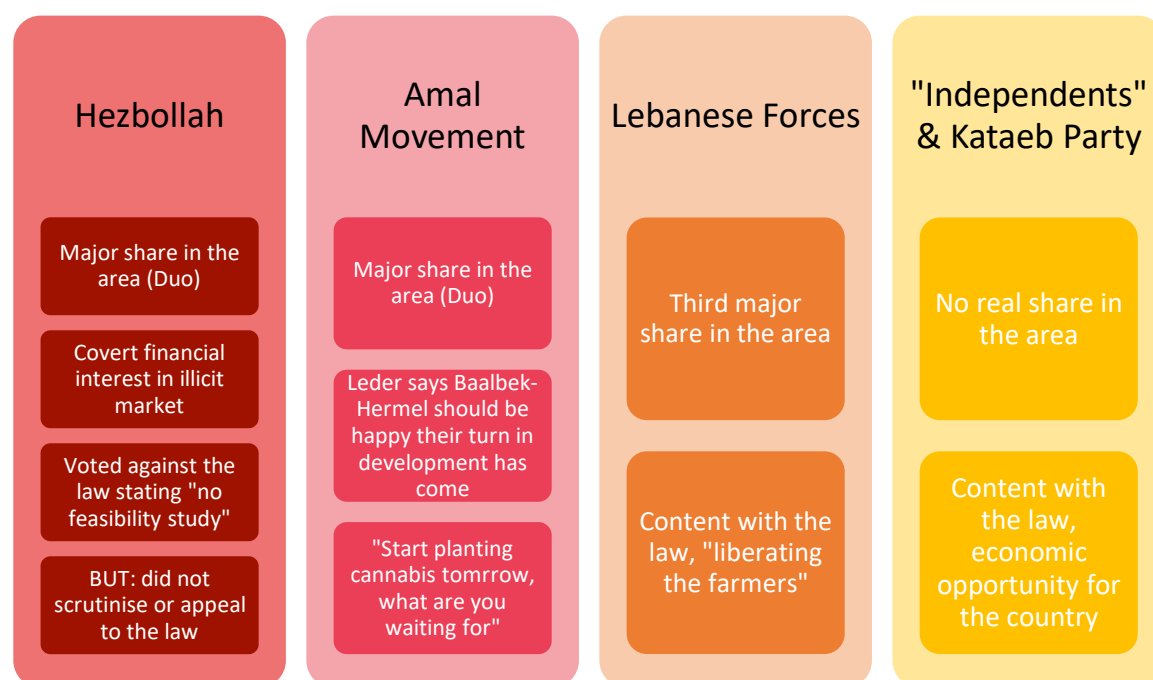 Hezbollah
Major share in the
area (Duo)
Covert financial
interest in illicit
market
Voted against the
law stating "no
feasibility study"
BUT: did not
scrutinise or appeal
to the law
Amal
Movement
Major share in the
area (Duo)
Leder says Baalbek-
Hermel should be
happy their turn in
development has
come
"Start planting
cannabis tomrrow,
what are you
waiting for"
Lebanese Forces
Third major
share in the area
Content with the
law, "liberating
the farmers"
"Independents"
& Kataeb Party
No real share in
the area
Content with
the law,
economic
opportunity for
the country